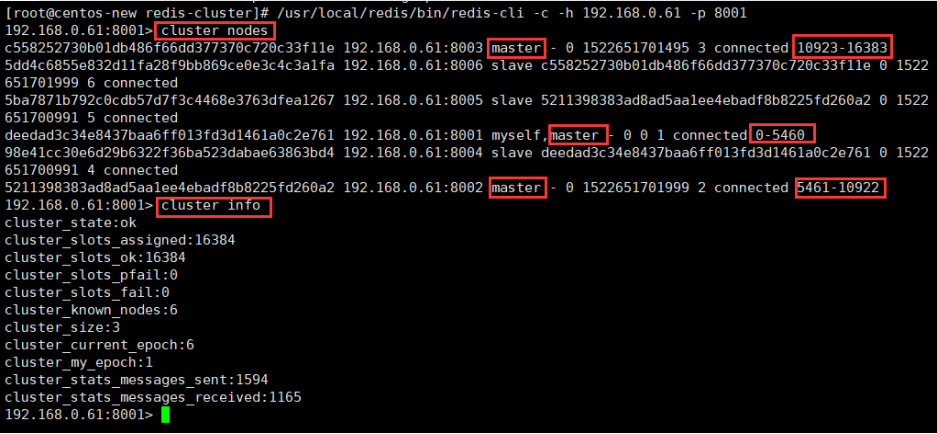 [root@centos-new redis-cluster]# /usr/local/redis/bin/redis-cli -c -h 192.168.0.61 -p 8001
192.168.0.61:8001> cluster nodes
c558252730b01db486f66dd377370c720c33f11e 192.168.0.61:8003 master - 0 1522651701495 3 connected 10923-16383
5dd4c6855e832d11fa28f9bb869ce0e3c4c3a1fa 192.168.0.61:8006 slave c558252730b01db486f66dd377370c720c33f11e 0 1522
651701999 6 connected
5ba7871b792c0cdb57d7f3c4468e3763dfea1267 192.168.0.61:8005 slave 5211398383ad8ad5aa1ee4ebadf8b8225fd260a2 0 1522
651700991 5 connected
deedad3c34e8437baa6ff013fd3d1461a0c2e761 192.168.0.61:8001 myself,master - 0 0 1 connected 0-5460
98e41cc30e6d29b6322f36ba523dabae63863bd4 192.168.0.61:8004 slave deedad3c34e8437baa6ff013fd3d1461a0c2e761 0 1522
651700991 4 connected
5211398383ad8ad5aa1ee4ebadf8b8225fd260a2 192.168.0.61:8002 master - 0 1522651701999 2 connected 5461-10922
192.168.0.61:8001> cluster info
cluster_state:ok
cluster_slots_assigned:16384
cluster_slots_ok:16384
cluster_slots_pfail:0
cluster_slots_fail:0
cluster_known_nodes:6
cluster_size:3
cluster_current_epoch:6
cluster_my_epoch:1
cluster_stats_messages_sent:1594
cluster_stats_messages_received:1165
192.168.0.61:8001>